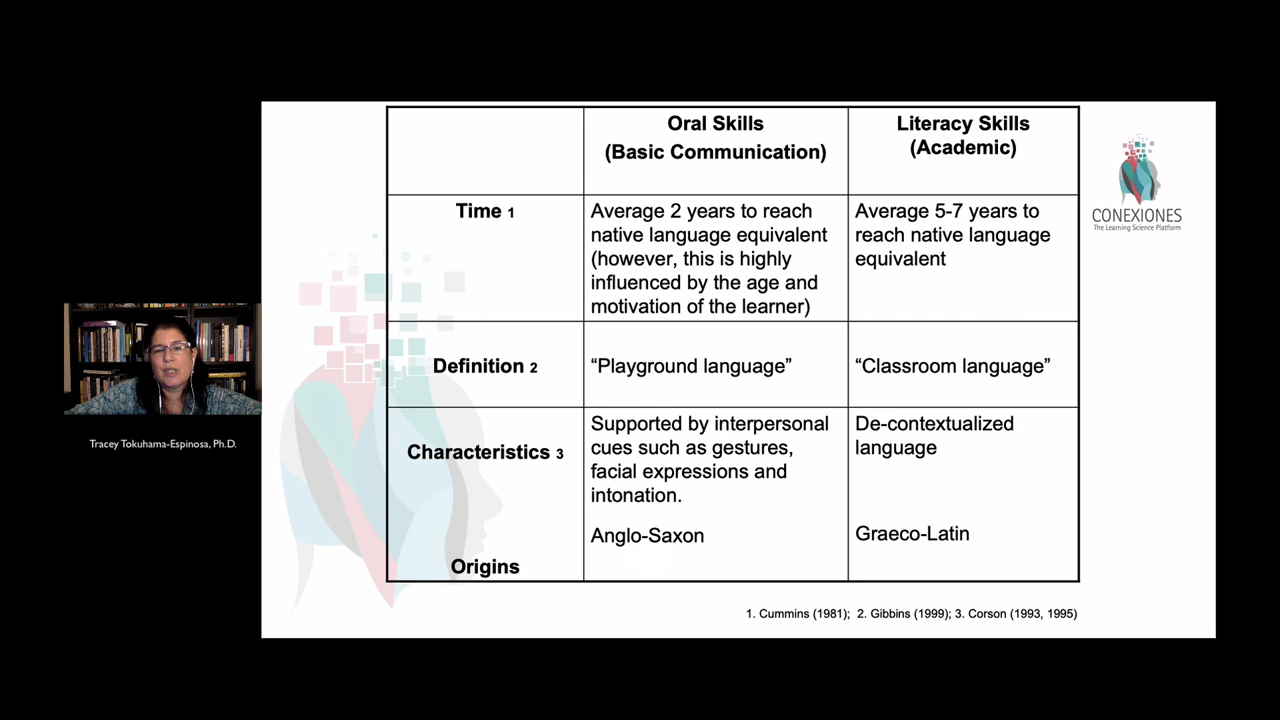 Oral Skills
(Basic Communication)
Literacy Skills
(Academic)
Time 1
Average 2 years to reach
native language equivalent
(however, this is highly
influenced by the age and
motivation of the learner)
Average 5-7 years to
reach native language
equivalent
Definition 2
“Playground language”
“Classroom language”
Characteristics 3
Supported by interpersonal
cues such as gestures,
facial expressions and
intonation.
De-contextualized
language
Origins
Anglo-Saxon
Graeco-Latin
1. Cummins (1981); 2. Gibbins (1999); 3. Corson (1993, 1995)
CONEXIONES
The Learning Science Platform
Tracey Tokuhama-Espinosa, Ph.D.